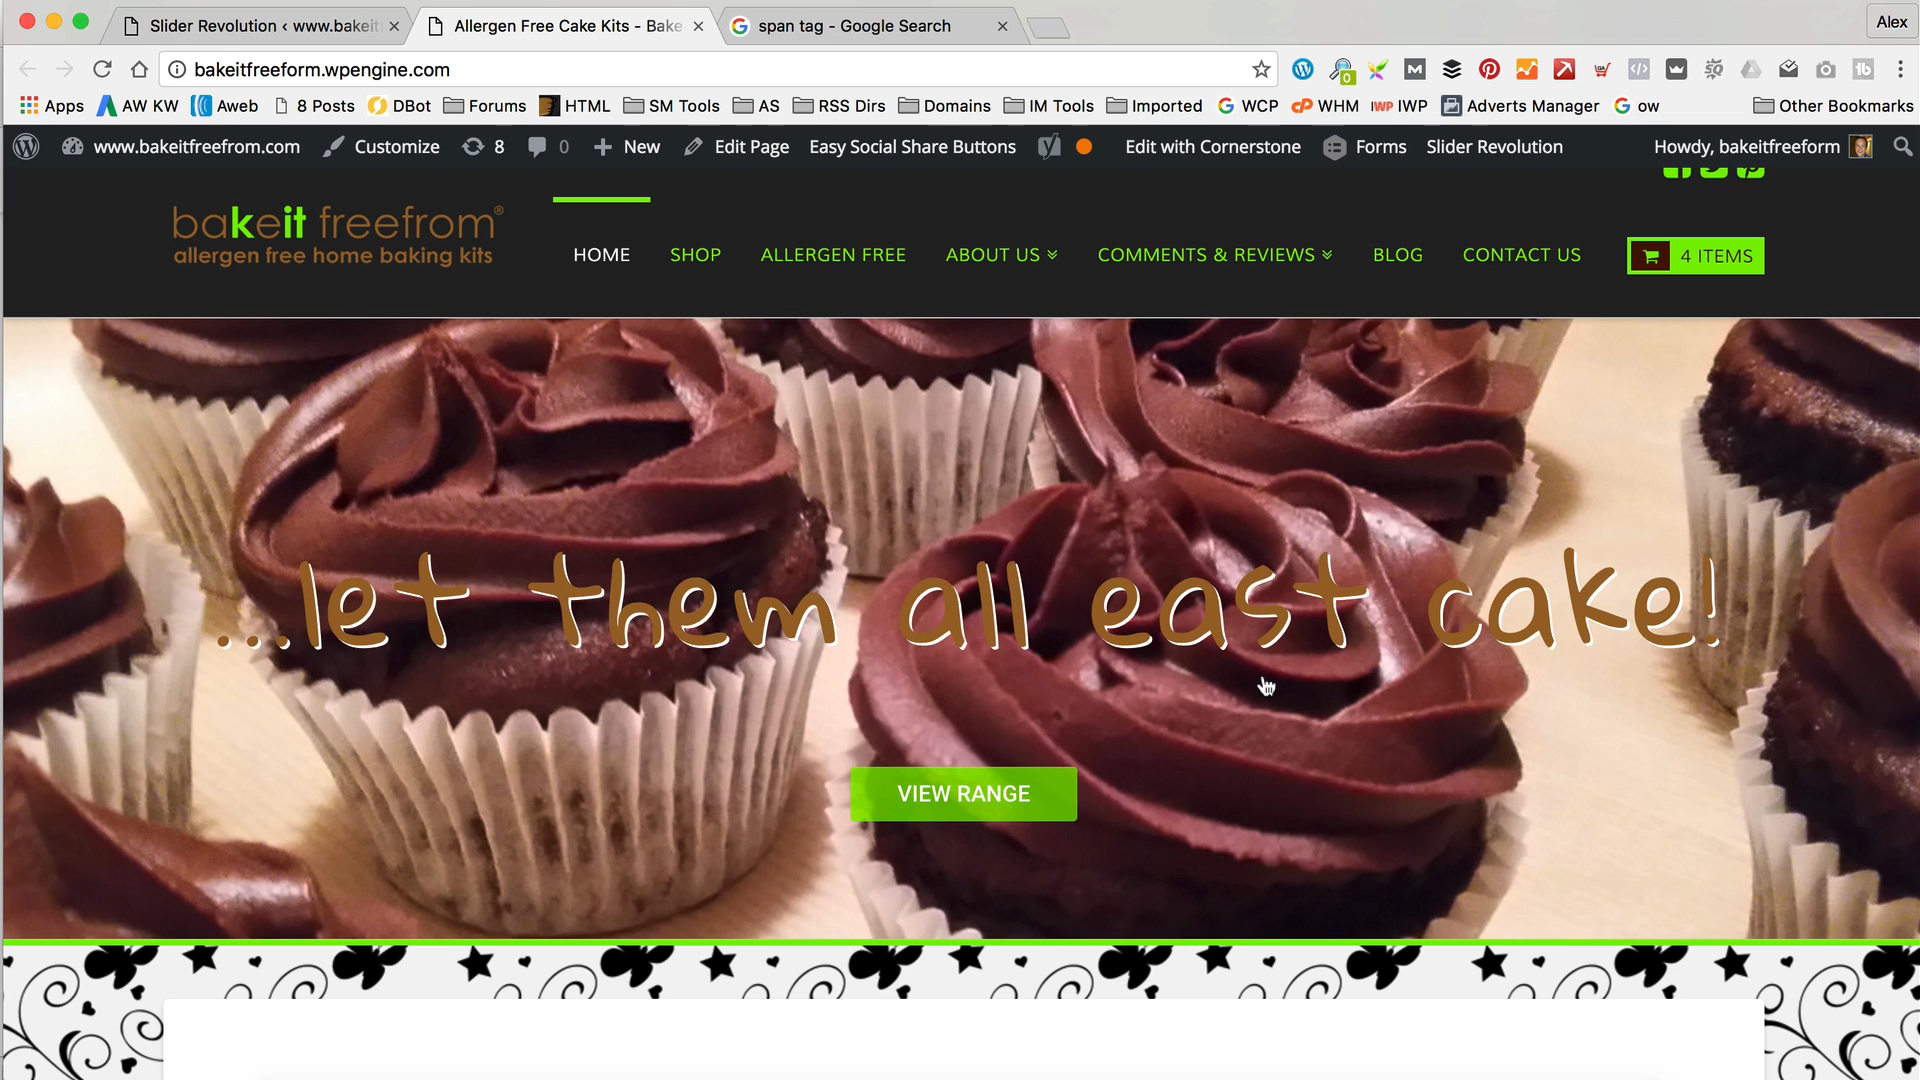 Slider Revolution ‹ www.bakeit
Allergen Free Cake Kits - Bake
span tag - Google Search
Alex
bakeitfreeform.wpengine.com
Apps AW KW Aweb 8 Posts DBot Forums HTML SM Tools AS RSS Dirs Domains IM Tools Imported WCP WHM IWP Adverts Manager ow Other Bookmarks
www.bakeitfreefrom.com Customize 8 0 New Edit Page Easy Social Share Buttons Edit with Cornerstone Forms Slider Revolution Howdy, bakeitfreeform
bakeit freefrom®
allergen free home baking kits
HOME SHOP ALLERGEN FREE ABOUT US COMMENTS & REVIEWS BLOG CONTACT US 4 ITEMS
...let them all east cake!
VIEW RANGE